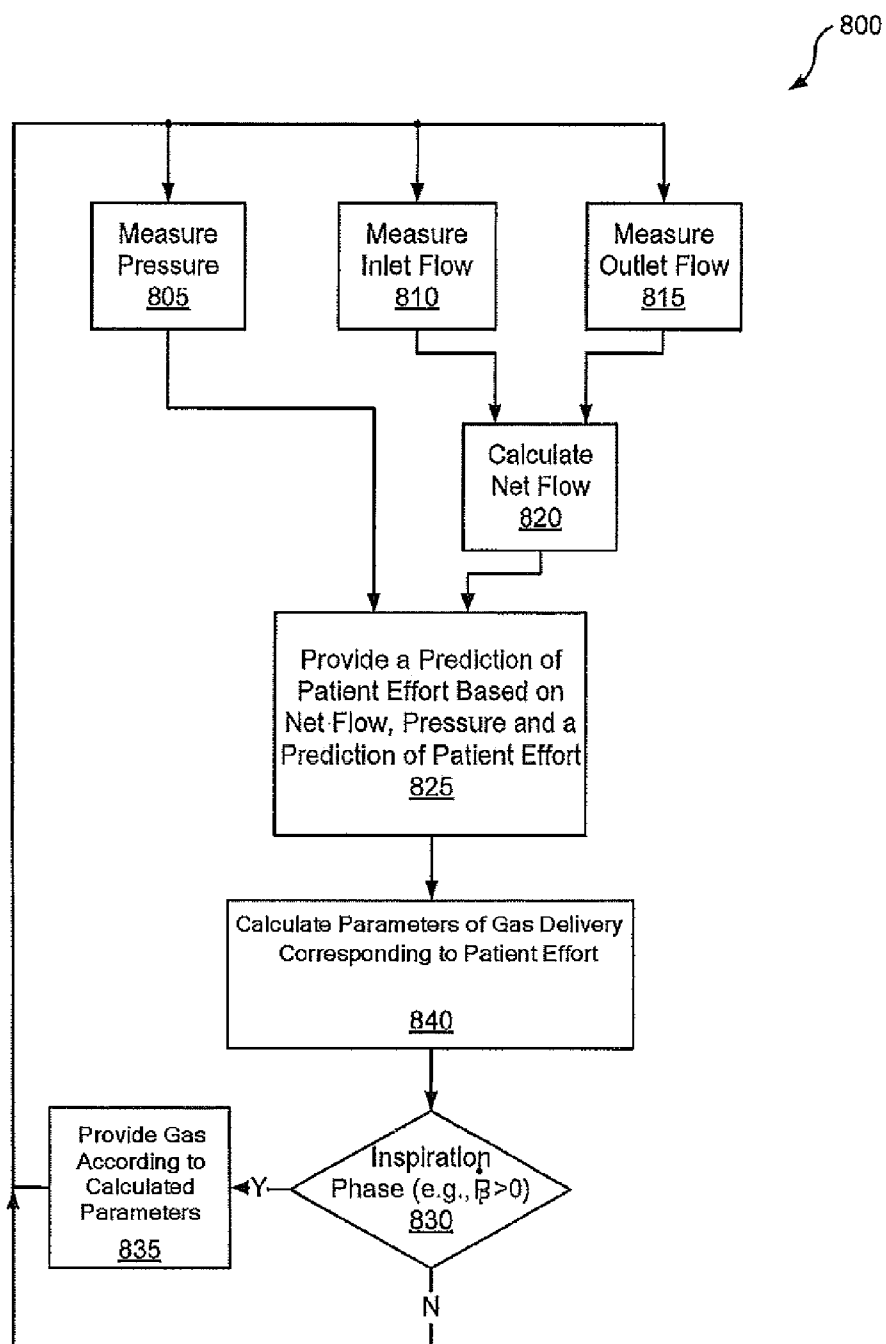 800
Measure
Pressure
805
Measure
Inlet Flow
810
Measure
Outlet Flow
815
Calculate
Net Flow
820
Provide a Prediction of
Patient Effort Based on
Net Flow, Pressure and a
Prediction of Patient Effort
825
Calculate Parameters of Gas Delivery
Corresponding to Patient Effort
840
Provide Gas
According to
Calculated
Parameters
835
Y
Inspiration
Phase (e.g., >0)
830
N